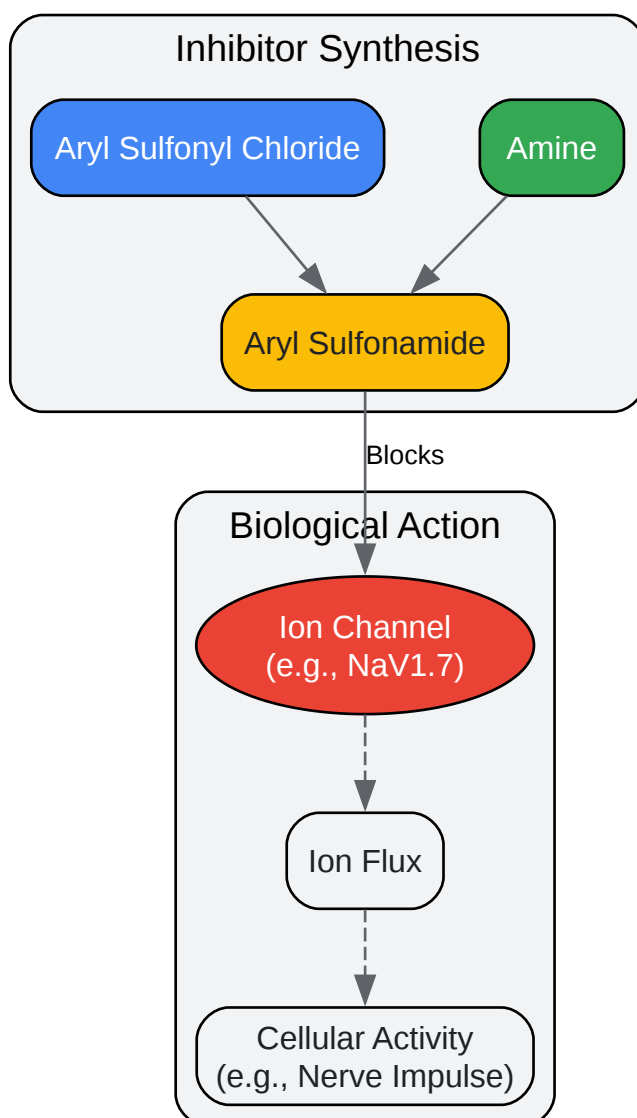 Inhibitor Synthesis
Aryl Sulfonyl Chloride
Amine
Aryl Sulfonamide
Blocks
Biological Action
Ion Channel
(e.g., NaV1.7)
Ion Flux
Cellular Activity
(e.g., Nerve Impulse)